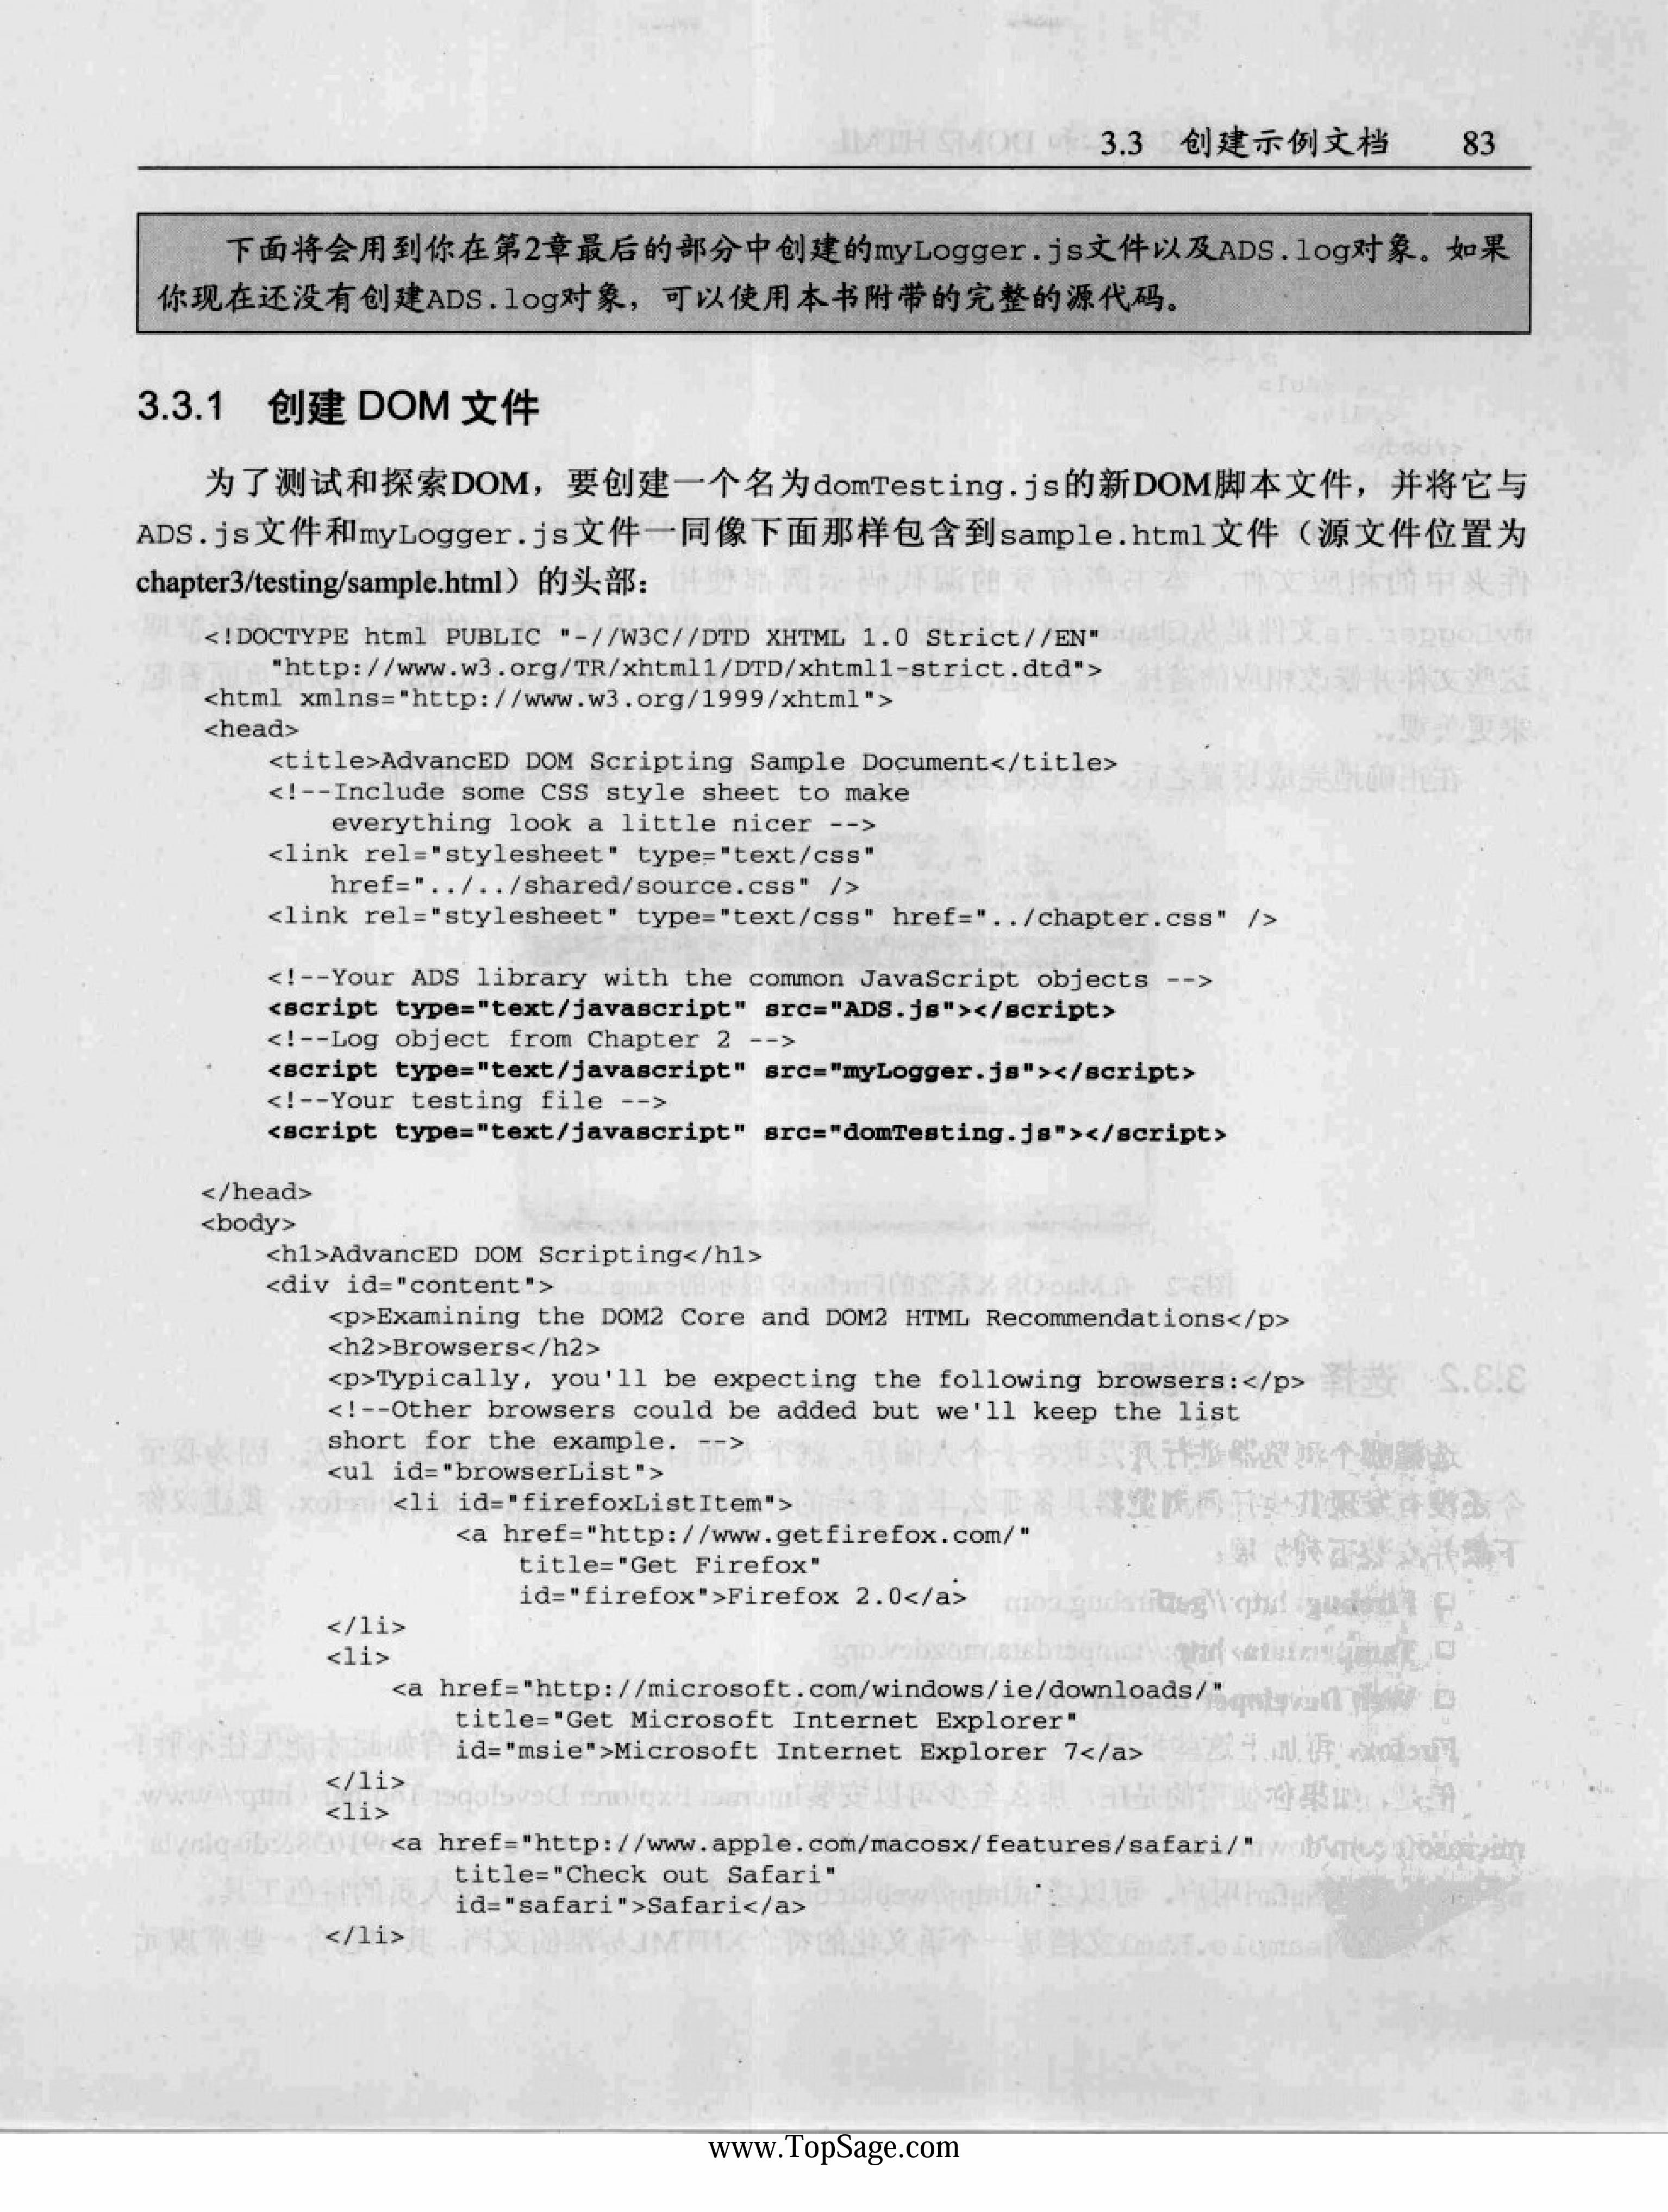 3.3 创建示例文档 83
下面将会用到你在第2章最后的部分中创建的myLogger.js文件以及ADS.log对象。如果
你现在还没有创建ADS.log对象，可以使用本书附带的完整的源代码。
3.3.1 创建 DOM 文件
为了测试和探索DOM，要创建一个名为domTesting.js的新DOM脚本文件，并将它与
ADS.js文件和myLogger.js文件一同像下面那样包含到sample.html文件（源文件位置为
chapter3/testing/sample.html）的头部：
<!DOCTYPE html PUBLIC "-//W3C//DTD XHTML 1.0 Strict//EN"
"http://www.w3.org/TR/xhtml1/DTD/xhtml1-strict.dtd">
<html xmlns="http://www.w3.org/1999/xhtml">
<head>
<title>AdvancED DOM Scripting Sample Document</title>
<!--Include some CSS style sheet to make
everything look a little nicer -->
<link rel="stylesheet" type="text/css"
href="../../shared/source.css" />
<link rel="stylesheet" type="text/css" href="../chapter.css" />
<!--Your ADS library with the common JavaScript objects -->
<script type="text/javascript" src="ADS.js"></script>
<!--Log object from Chapter 2 -->
<script type="text/javascript" src="myLogger.js"></script>
<!--Your testing file -->
<script type="text/javascript" src="domTesting.js"></script>
</head>
<body>
<h1>AdvancED DOM Scripting</h1>
<div id="content">
<p>Examining the DOM2 Core and DOM2 HTML Recommendations</p>
<h2>Browsers</h2>
<p>Typically, you'll be expecting the following browsers:</p>
<!--Other browsers could be added but we'll keep the list
short for the example. -->
<ul id="browserList">
<li id="firefoxListItem">
<a href="http://www.getfirefox.com/"
title="Get Firefox"
id="firefox">Firefox 2.0</a>
</li>
<li>
<a href="http://microsoft.com/windows/ie/downloads/"
title="Get Microsoft Internet Explorer"
id="msie">Microsoft Internet Explorer 7</a>
</li>
<li>
<a href="http://www.apple.com/macosx/features/safari/"
title="Check out Safari"
id="safari">Safari</a>
</li>
www.TopSage.com